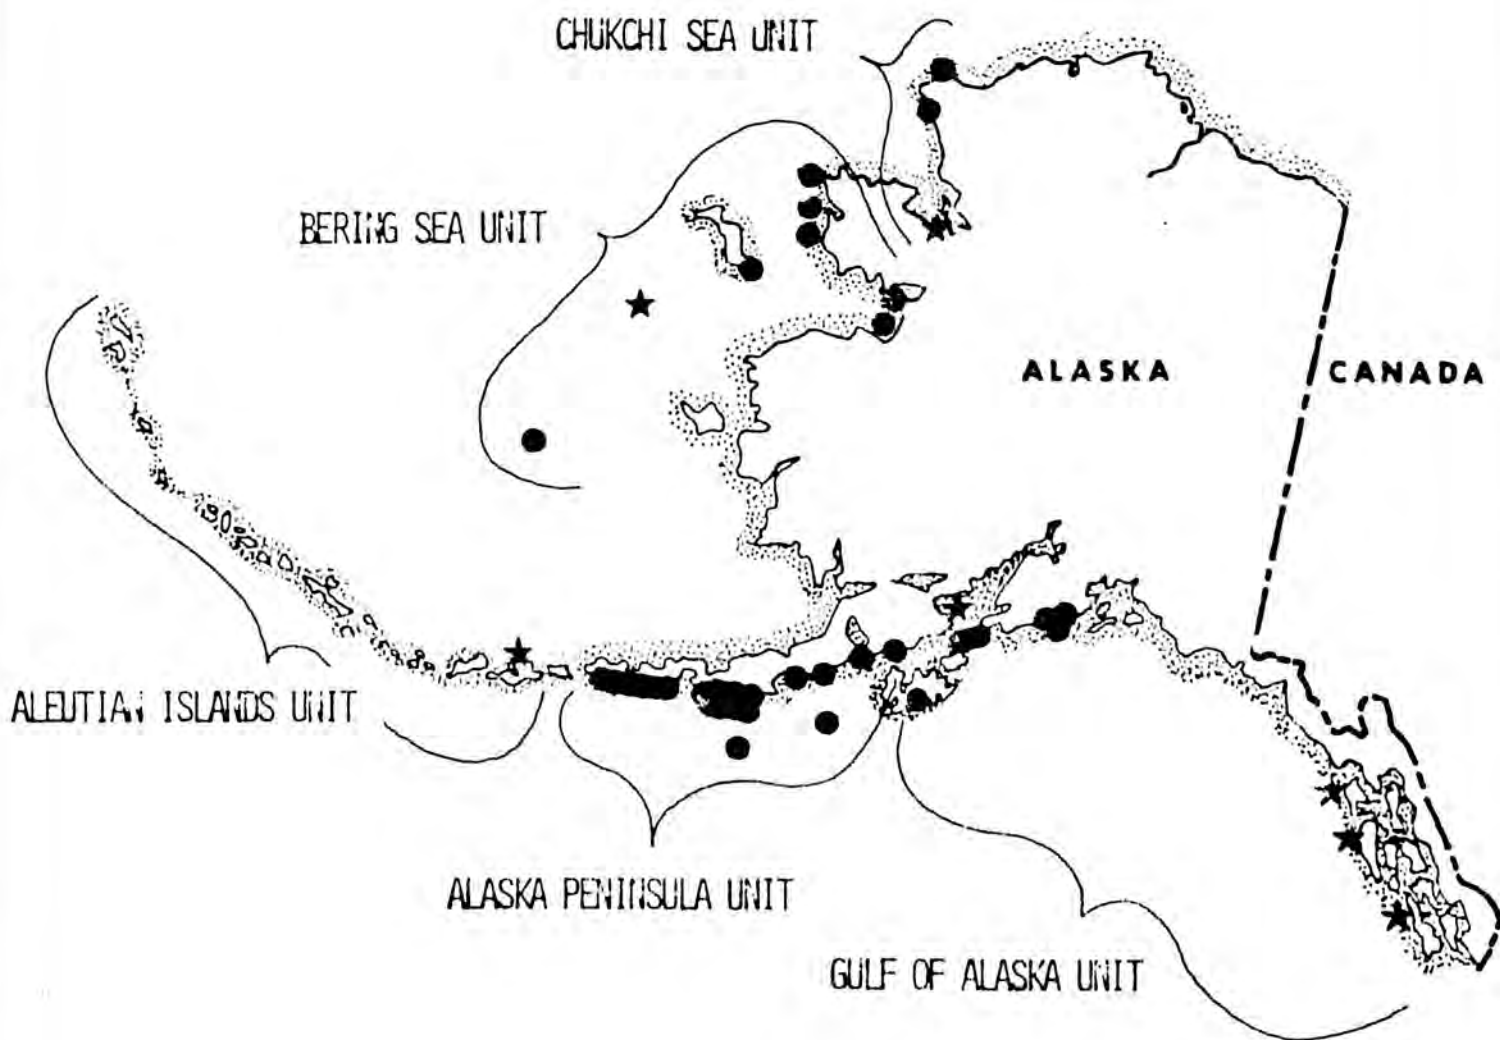 CHUKCHI SEA UNIT
BERING SEA UNIT
ALASKA
CANADA
ALEUTIAN ISLANDS UNIT
ALASKA PENINSULA UNIT
GULF OF ALASKA UNIT